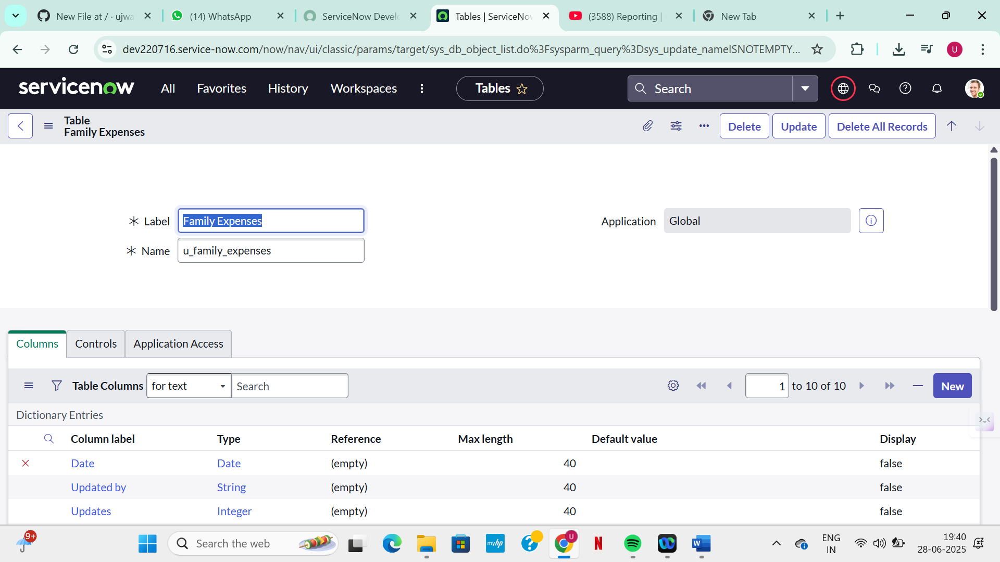 New File at / · ujwa
(14) WhatsApp
ServiceNow Develo
Tables | ServiceNov
(3588) Reporting |
New Tab
dev220716.service-now.com/now/nav/ui/classic/params/target/sys_db_object_list.do%3Fsysparm_query%3Dsys_update_nameISNOTEMPTY...
U
servicenow
All
Favorites
History
Workspaces
Tables
Search
Table
Family Expenses
Delete
Update
Delete All Records
Label
Family Expenses
Application
Global
Name
u_family_expenses
Columns
Controls
Application Access
Table Columns
for text
Search
1 to 10 of 10
New
Dictionary Entries
Column label Type Reference Max length Default value Display
Date Date (empty) 40 false
Updated by String (empty) 40 false
Updates Integer (empty) 40 false
9+
Search the web
myhp
U
N
W
ENG
IN
19:40
28-06-2025